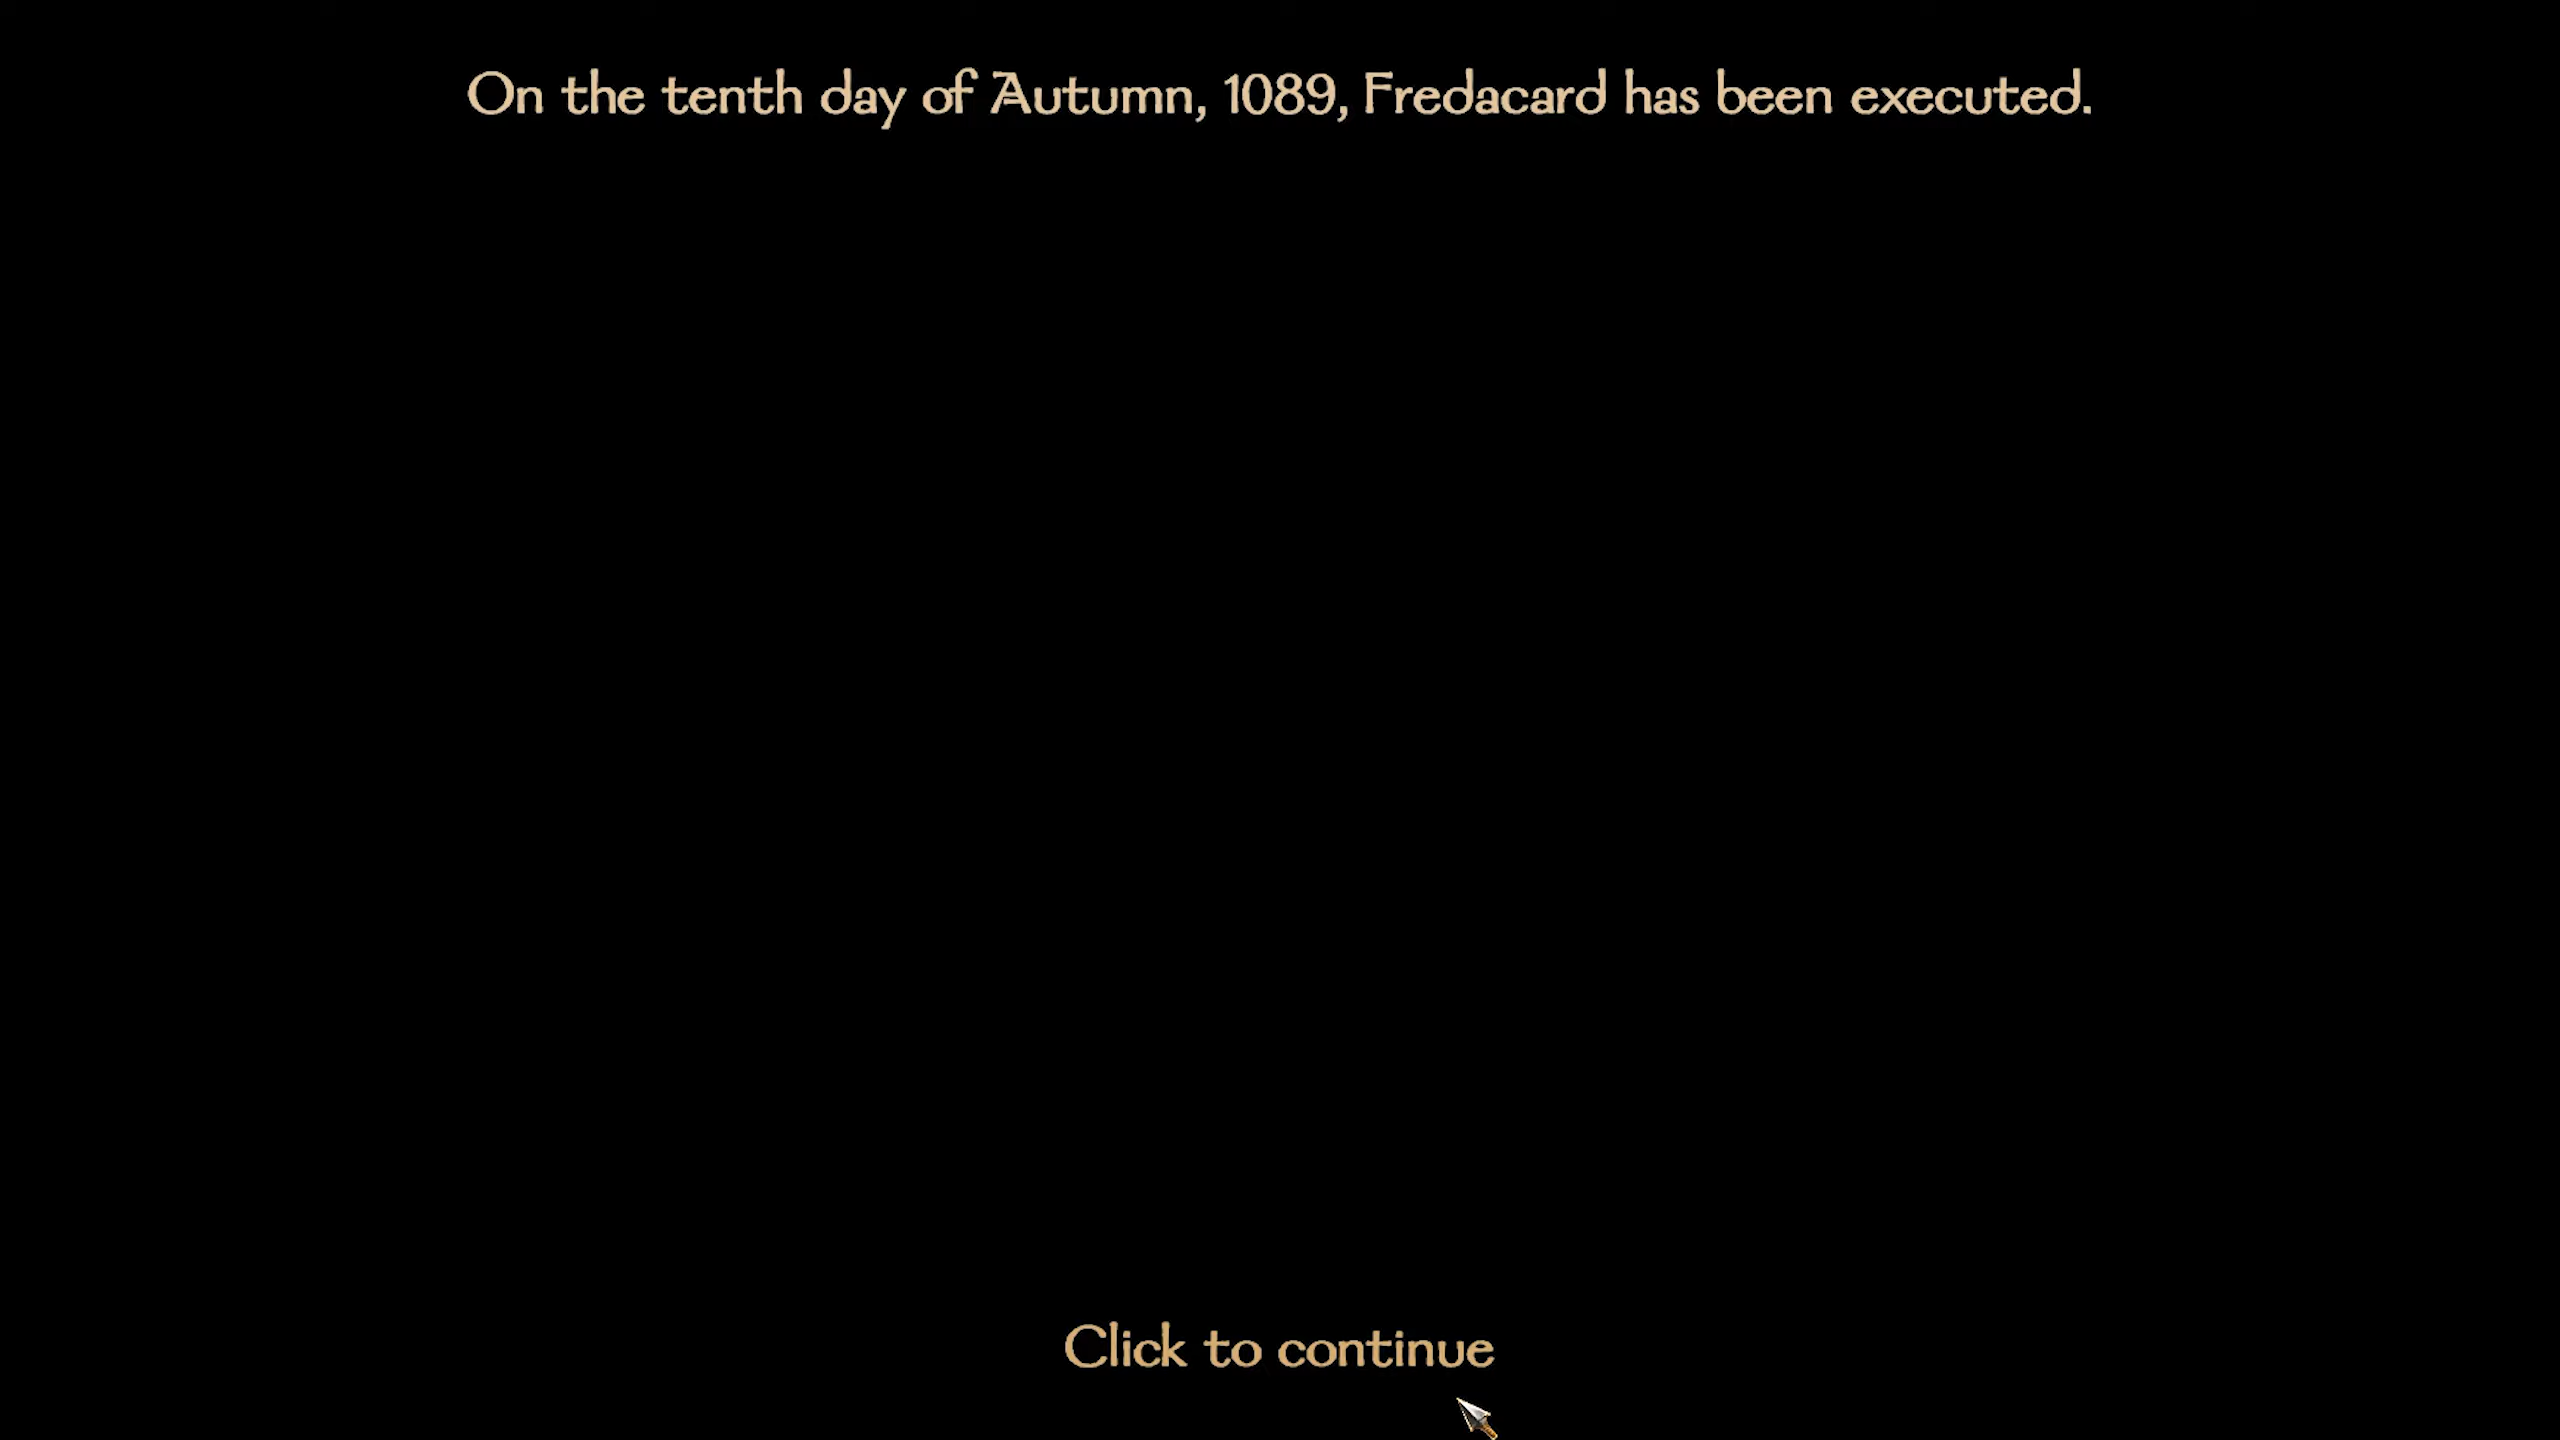 On the tenth day of Autumn, 1089, Fredacard has been executed.
Click to continue